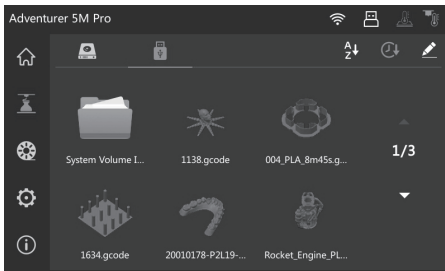 Adventurer 5M Pro
A
Z
System Volume I...
1138.gcode
004_PLA_8m45s.g...
1/3
1634.gcode
20010178-P2L19-...
Rocket_Engine_PL...